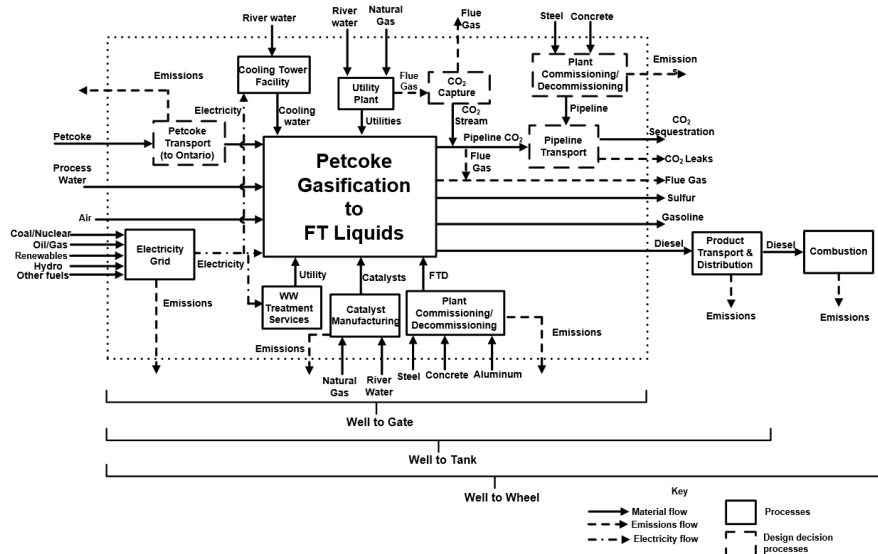 River water
River
water
Natural
Gas
Flue
Gas
Steel
Concrete
Emissions
Cooling Tower
Facility
Electricity
Cooling
water
Utility
Plant
Utilities
Flue
Gas
CO2
Capture
CO2
Stream
Plant
Commissioning/
Decommissioning
Emission
s
Pipeline
Petcoke
Petcoke
Transport
(to Ontario)
Pipeline CO2
Flue
Gas
Pipeline
Transport
CO2
Sequestration
CO2 Leaks
Process
Water
Petcoke
Gasification
to
FT Liquids
Flue Gas
Sulfur
Air
Gasoline
Coal/Nuclear
Oil/Gas
Renewables
Hydro
Other fuels
Electricity
Grid
Electricity
Diesel
Product
Transport &
Distribution
Diesel
Combustion
Utility
Catalysts
FTD
Emissions
WW
Treatment
Services
Catalyst
Manufacturing
Plant
Commissioning/
Decommissioning
Emissions
Emissions
Emissions
Emissions
Natural
Gas
River
Water
Steel
Concrete
Aluminum
Well to Gate
Well to Tank
Well to Wheel
Key
Material flow
Emissions flow
Electricity flow
Processes
Design decision
processes